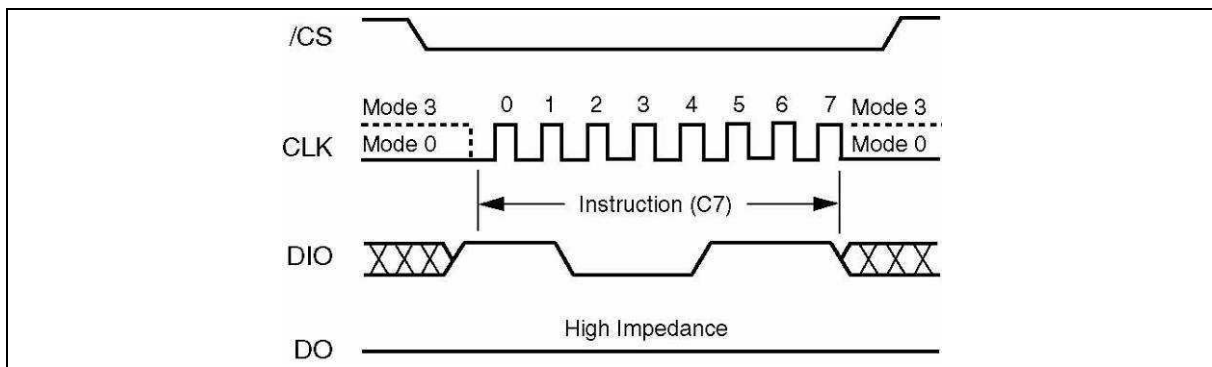 /CS
Mode 3 0 1 2 3 4 5 6 7 Mode 3
CLK Mode 0 Mode 0
Instruction (C7)
DIO
High Impedance
DO